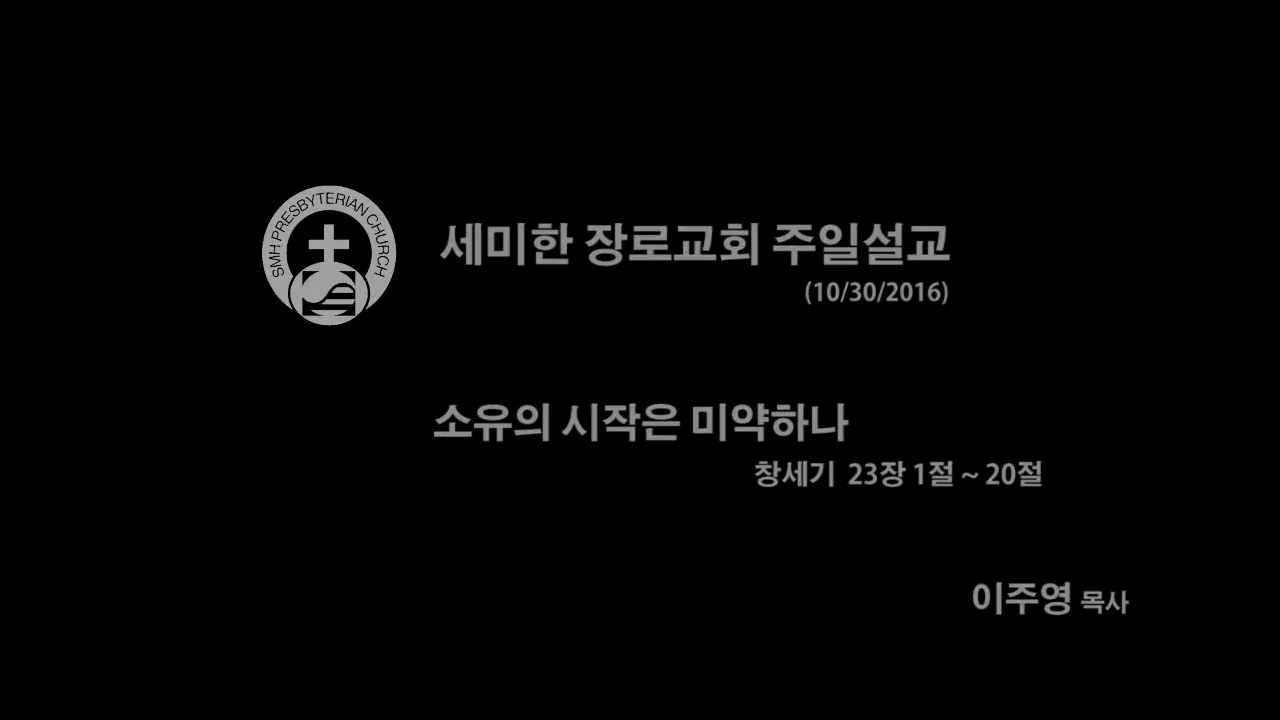 SMH PRESBYTERIAN CHURCH
세미한 장로교회 주일설교
(10/30/2016)
소유의 시작은 미약하나
창세기 23장 1절 ~ 20절
이주영 목사